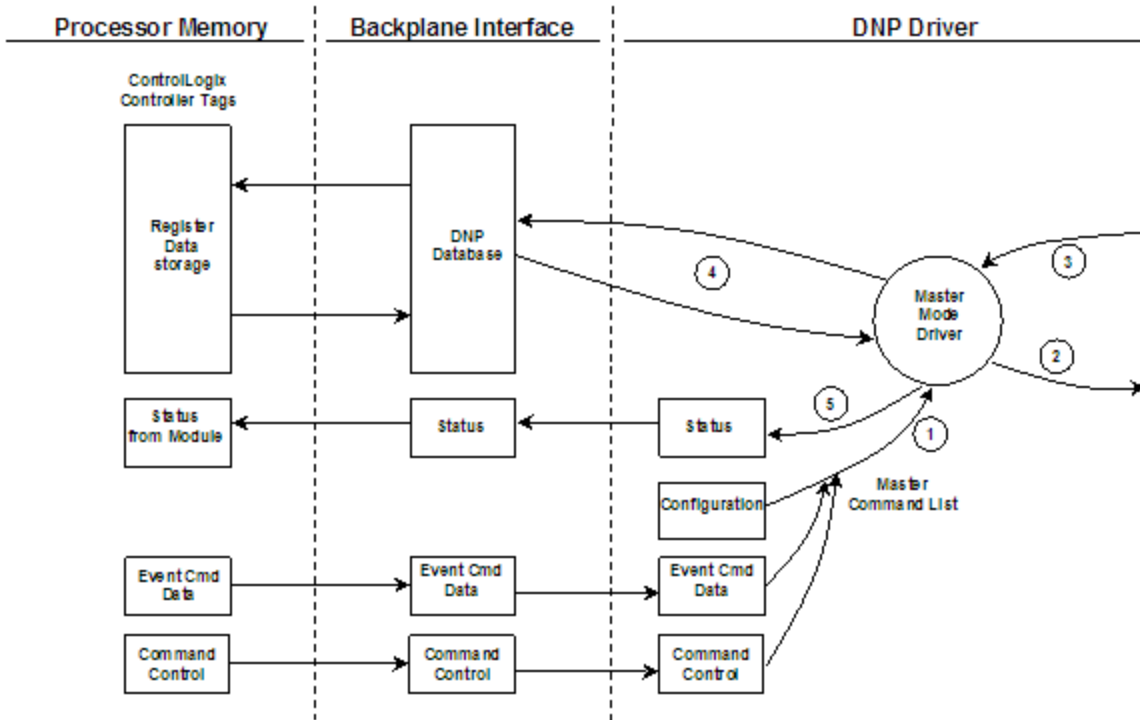 Processor Memory
Backplane Interface
DNP Driver
ControlLogix
Controller Tags
Register
Data
storage
DNP
Database
4
3
Master
Mode
Driver
2
Status
from Module
Status
Status
5
1
Configuration
Master
Command List
Event Cmd
Data
Event Cmd
Data
Event Cmd
Data
Command
Control
Command
Control
Command
Control